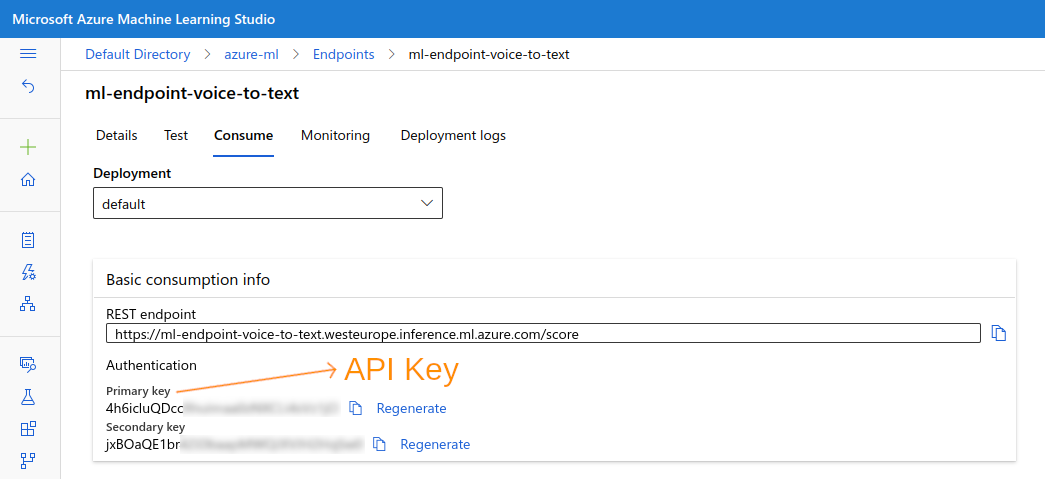 Microsoft Azure Machine Learning Studio
Default Directory > azure-ml > Endpoints > ml-endpoint-voice-to-text
ml-endpoint-voice-to-text
Details Test Consume Monitoring Deployment logs
Deployment
default
Basic consumption info
REST endpoint
https://ml-endpoint-voice-to-text.westeurope.inference.ml.azure.com/score
Authentication
API Key
Primary key
4h6icluQDcc Regenerate
Secondary key
jxBOaQE1br Regenerate